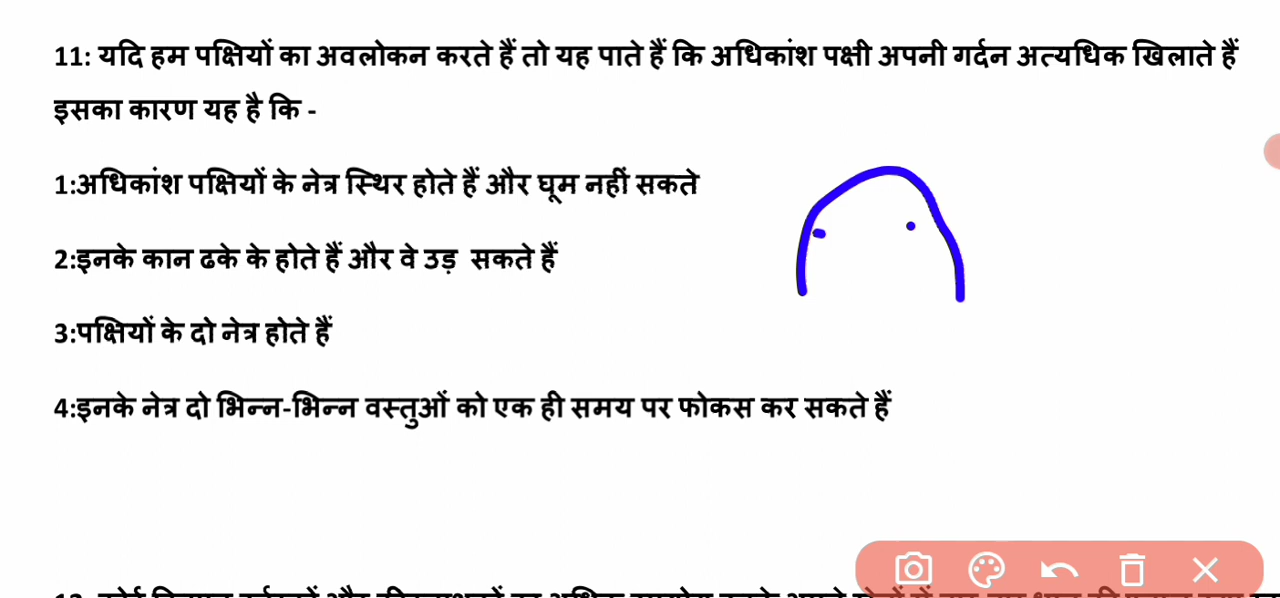 11: यदि हम पक्षियों का अवलोकन करते हैं तो यह पाते हैं कि अधिकांश पक्षी अपनी गर्दन अत्यधिक खिलाते हैं
इसका कारण यह है कि -
1:अधिकांश पक्षियों के नेत्र स्थिर होते हैं और घूम नहीं सकते
2:इनके कान ढके के होते हैं और वे उड़ सकते हैं
3:पक्षियों के दो नेत्र होते हैं
4:इनके नेत्र दो भिन्न-भिन्न वस्तुओं को एक ही समय पर फोकस कर सकते हैं